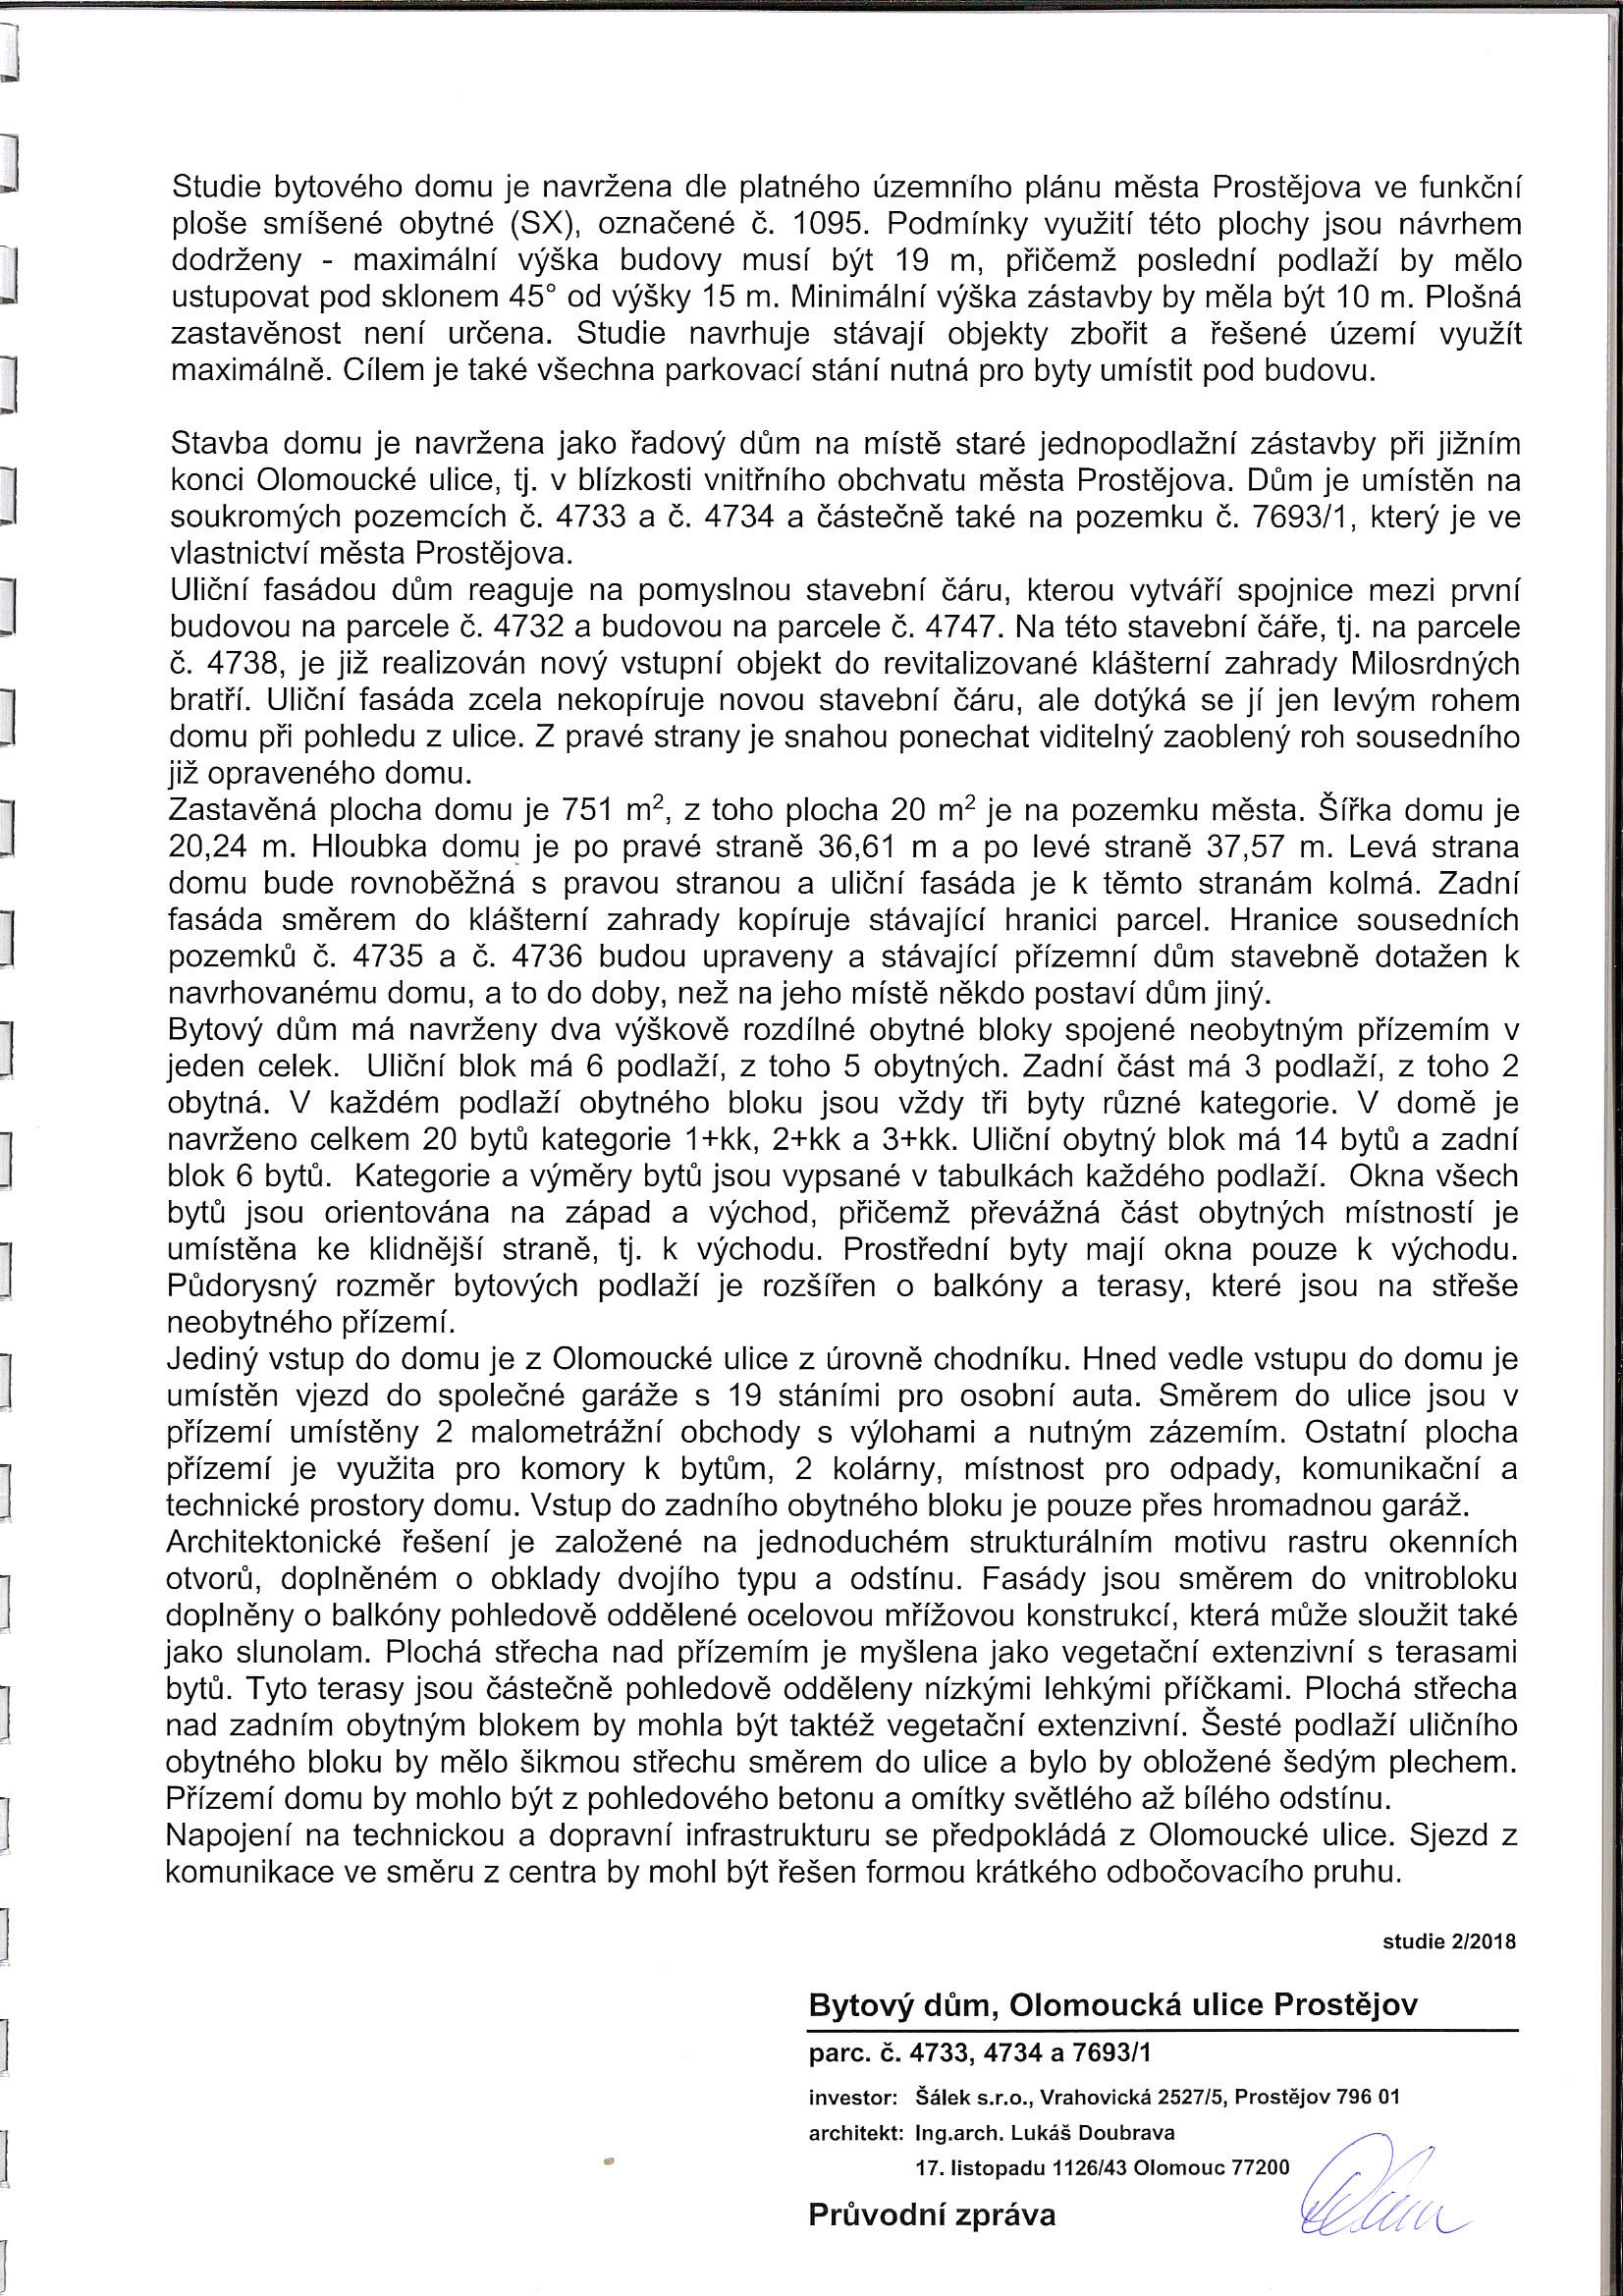 Studie bytového domu je navržena dle platného územního plánu města Prostějova ve funkční
ploše smíšené obytné (SX), označené č. 1095. Podmínky využití této plochy jsou návrhem
dodrženy - maximální výška budovy musí být 19 m, přičemž poslední podlaží by mělo
ustupovat pod sklonem 45° od výšky 15 m. Minimální výška zástavby by měla být 10 m. Plošná
zastavěnost není určena. Studie navrhuje stávají objekty zbořit a řešené území využít
maximálně. Cílem je také všechna parkovací stání nutná pro byty umístit pod budovu.
Stavba domu je navržena jako řadový dům na místě staré jednopodlažní zástavby při jižním
konci Olomoucké ulice, tj. v blízkosti vnitřního obchvatu města Prostějova. Dům je umístěn na
soukromých pozemcích č. 4733 a č. 4734 a částečně také na pozemku č. 7693/1, který je ve
vlastnictví města Prostějova.
Uliční fasádou dům reaguje na pomyslnou stavební čáru, kterou vytváří spojnice mezi první
budovou na parcele č. 4732 a budovou na parcele č. 4747. Na této stavební čáře, tj. na parcele
č. 4738, je již realizován nový vstupní objekt do revitalizované klášterní zahrady Milosrdných
bratří. Uliční fasáda zcela nekopíruje novou stavební čáru, ale dotýká se jí jen levým rohem
domu při pohledu z ulice. Z pravé strany je snahou ponechat viditelný zaoblený roh sousedního
již opraveného domu.
Zastavěná plocha domu je 751 m², z toho plocha 20 m² je na pozemku města. Šířka domu je
20,24 m. Hloubka domu je po pravé straně 36,61 m a po levé straně 37,57 m. Levá strana
domu bude rovnoběžná s pravou stranou a uliční fasáda je k těmto stranám kolmá. Zadní
fasáda směrem do klášterní zahrady kopíruje stávající hranici parcel. Hranice sousedních
pozemků č. 4735 a č. 4736 budou upraveny a stávající přízemní dům stavebně dotažen k
navrhovanému domu, a to do doby, než na jeho místě někdo postaví dům jiný.
Bytový dům má navrženy dva výškově rozdílné obytné bloky spojené neobytným přízemím v
jeden celek. Uliční blok má 6 podlaží, z toho 5 obytných. Zadní část má 3 podlaží, z toho 2
obytná. V každém podlaží obytného bloku jsou vždy tři byty různé kategorie. V domě je
navrženo celkem 20 bytů kategorie 1+kk, 2+kk a 3+kk. Uliční obytný blok má 14 bytů a zadní
blok 6 bytů. Kategorie a výměry bytů jsou vypsané v tabulkách každého podlaží. Okna všech
bytů jsou orientována na západ a východ, přičemž převážná část obytných místností je
umístěna ke klidnější straně, tj. k východu. Prostřední byty mají okna pouze k východu.
Půdorysný rozměr bytových podlaží je rozšířen o balkóny a terasy, které jsou na střeše
neobytného přízemí.
Jediný vstup do domu je z Olomoucké ulice z úrovně chodníku. Hned vedle vstupu do domu je
umístěn vjezd do společné garáže s 19 stáními pro osobní auta. Směrem do ulice jsou v
přízemí umístěny 2 malometrážní obchody s výlohami a nutným zázemím. Ostatní plocha
přízemí je využita pro komory k bytům, 2 kolárny, místnost pro odpady, komunikační a
technické prostory domu. Vstup do zadního obytného bloku je pouze přes hromadnou garáž.
Architektonické řešení je založené na jednoduchém strukturálním motivu rastru okenních
otvorů, doplněném o obklady dvojího typu a odstínu. Fasády jsou směrem do vnitrobloku
doplněny o balkóny pohledově oddělené ocelovou mřížovou konstrukcí, která může sloužit také
jako slunolam. Plochá střecha nad přízemím je myšlena jako vegetační extenzivní s terasami
bytů. Tyto terasy jsou částečně pohledově odděleny nízkými lehkými příčkami. Plochá střecha
nad zadním obytným blokem by mohla být taktéž vegetační extenzivní. Šesté podlaží uličního
obytného bloku by mělo šikmou střechu směrem do ulice a bylo by obložené šedým plechem.
Přízemí domu by mohlo být z pohledového betonu a omítky světlého až bílého odstínu.
Napojení na technickou a dopravní infrastrukturu se předpokládá z Olomoucké ulice. Sjezd z
komunikace ve směru z centra by mohl být řešen formou krátkého odbočovacího pruhu.
studie 2/2018
Bytový dům, Olomoucká ulice Prostějov
parc. č. 4733, 4734 a 7693/1
investor: Šálek s.r.o., Vrahovická 2527/5, Prostějov 796 01
architekt: Ing.arch. Lukáš Doubrava
17. listopadu 1126/43 Olomouc 77200
Průvodní zpráva